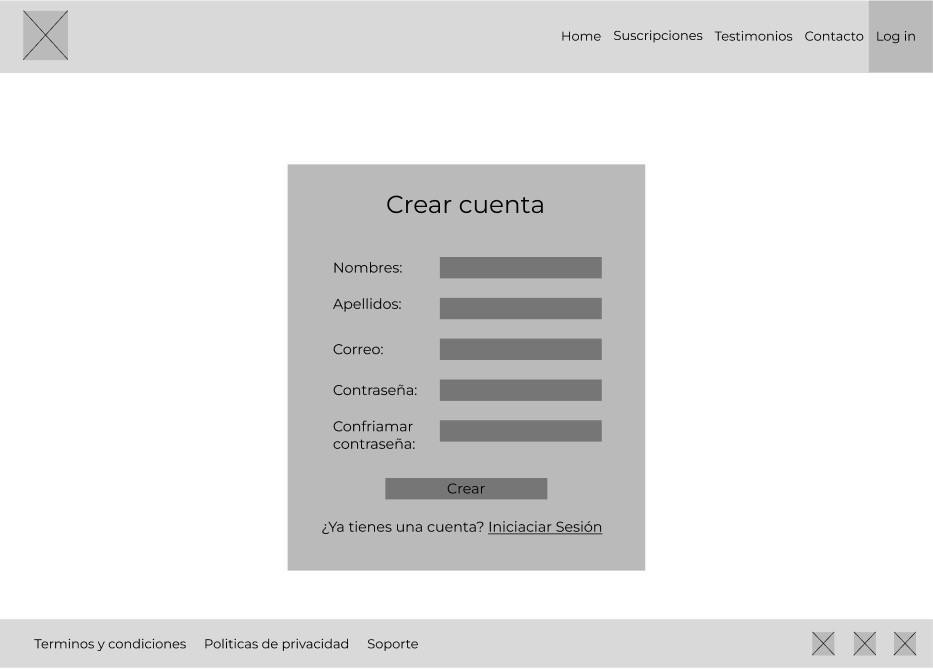 Home Suscripciones Testimonios Contacto Log in
Crear cuenta
Nombres:
Apellidos:
Correo:
Contraseña:
Confriamar
contraseña:
Crear
¿Ya tienes una cuenta? Iniciaciar Sesión
Terminos y condiciones Politicas de privacidad Soporte